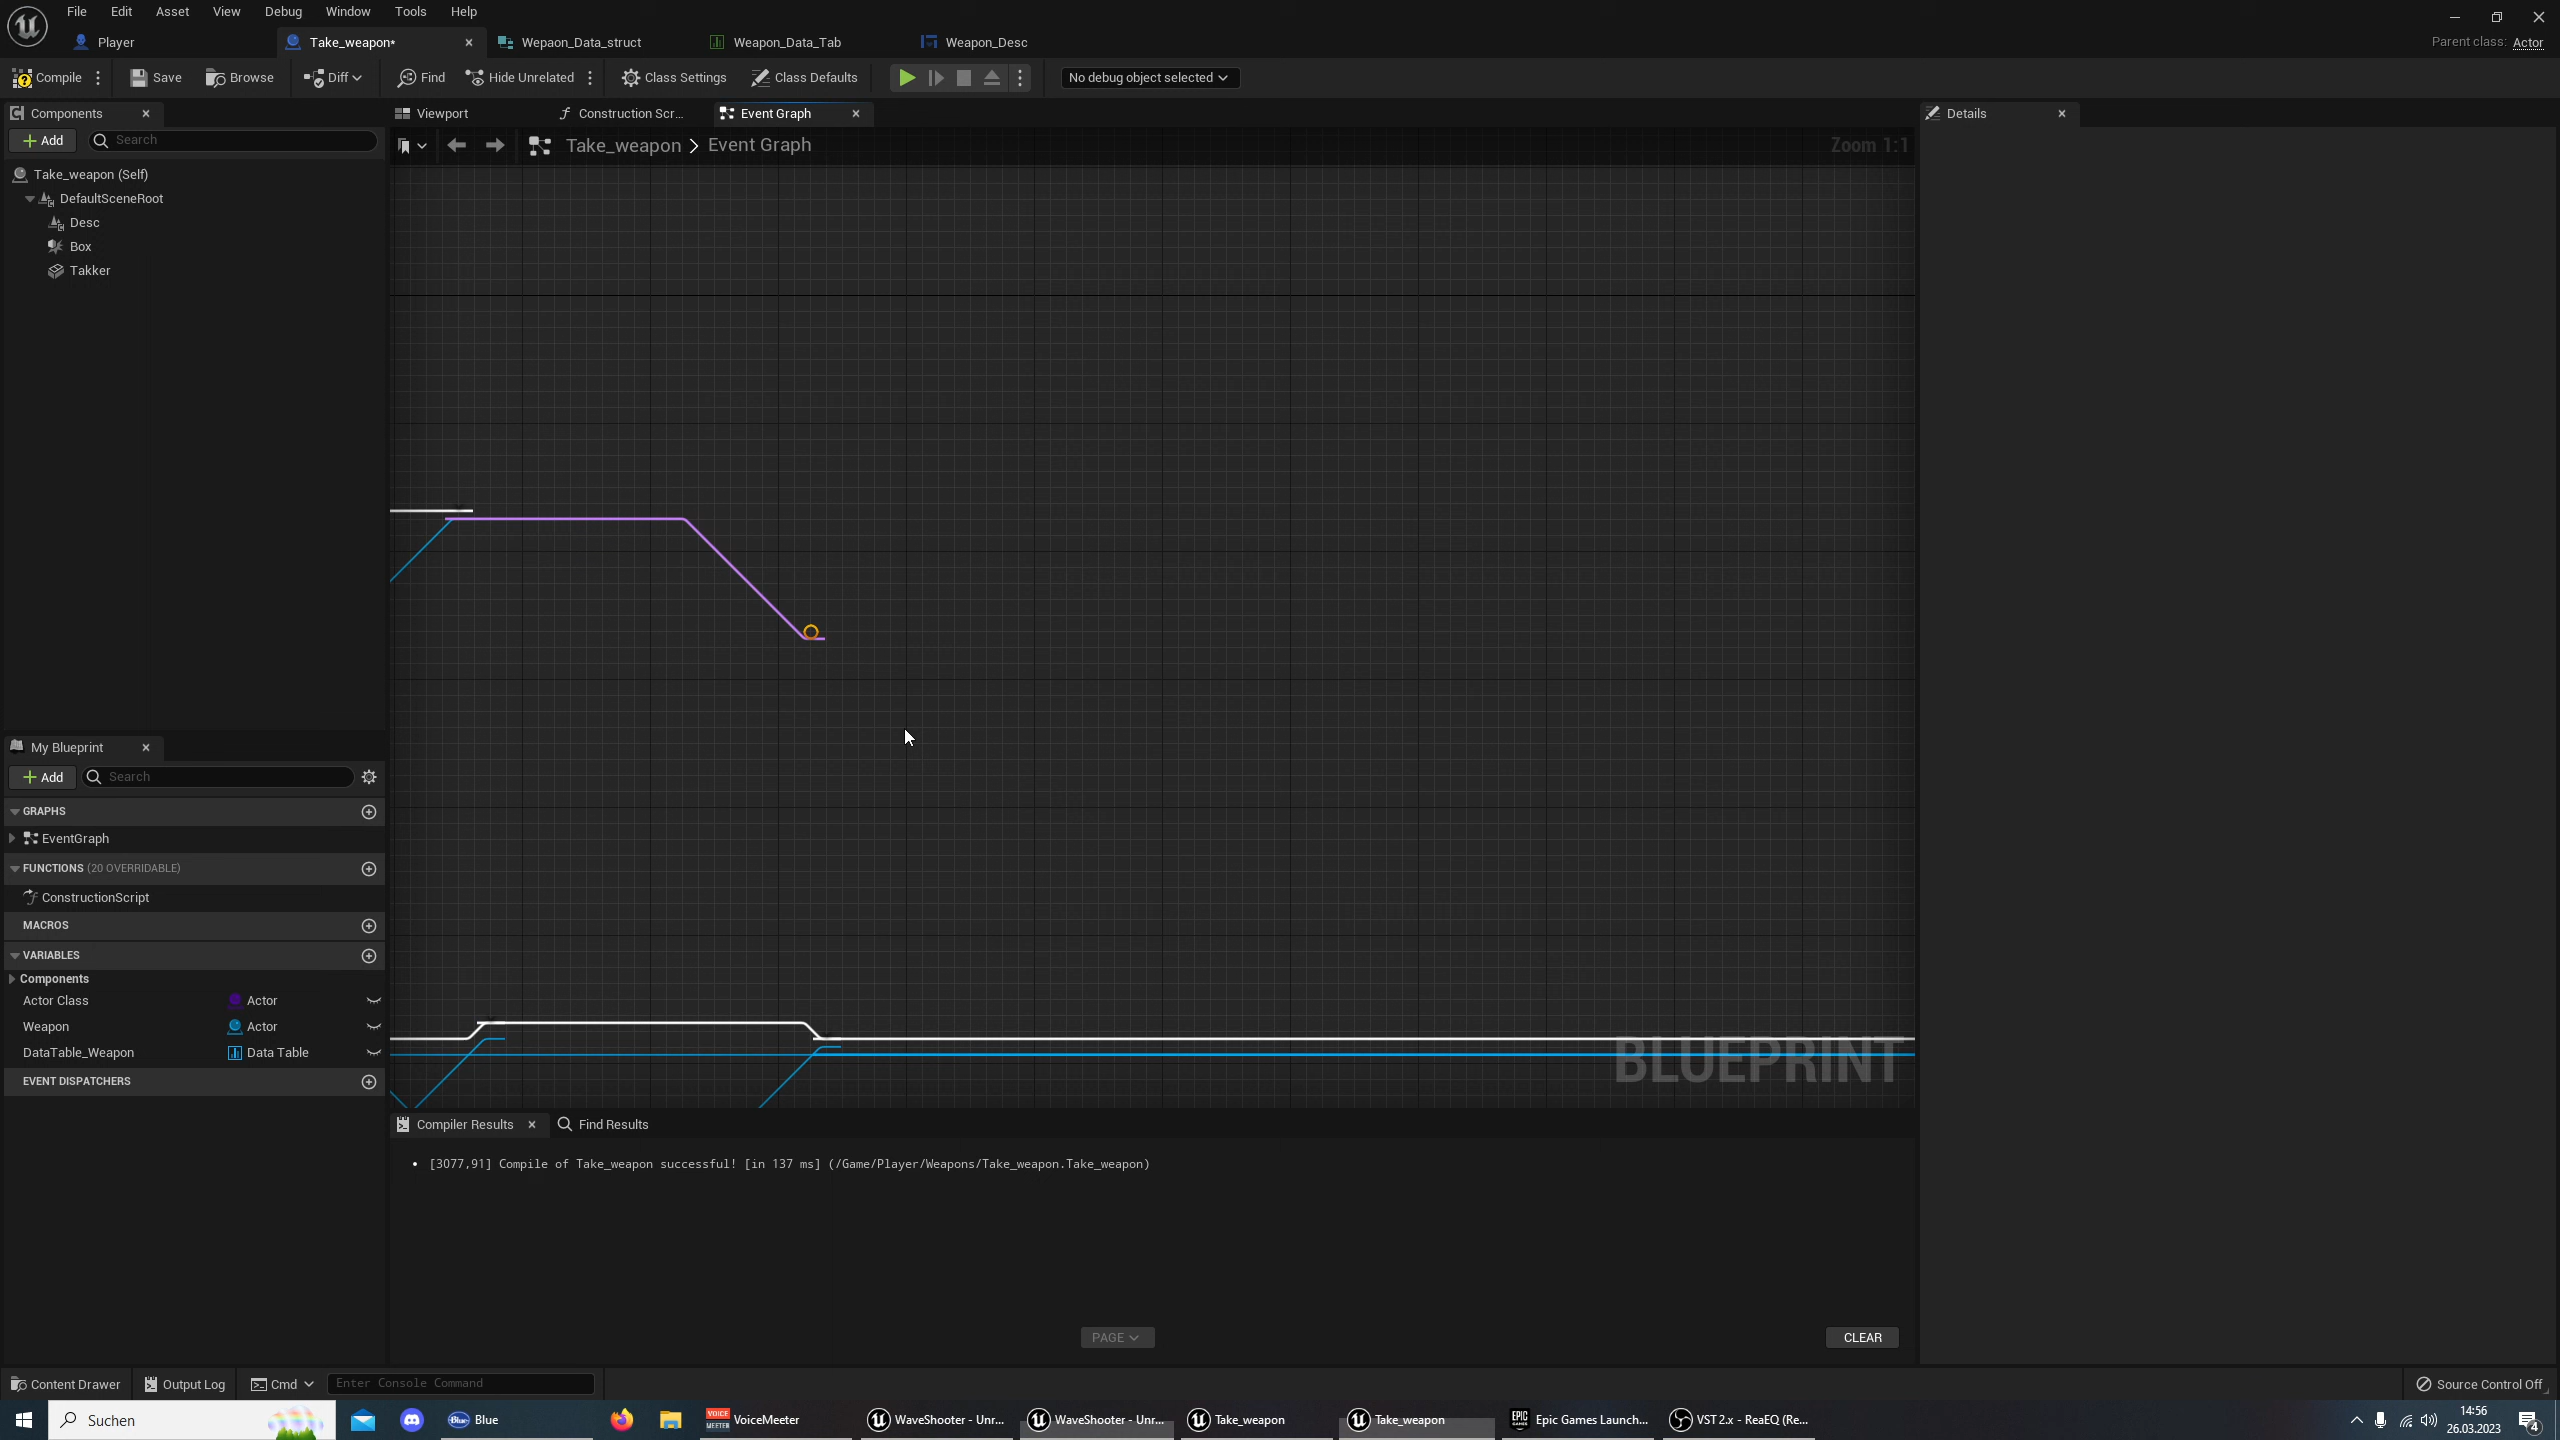 File Edit Asset View Debug Window Tools Help
Player Take_weapon* Wepaon_Data_struct Weapon_Data_Tab Weapon_Desc Parent class: Actor
Compile Save Browse Diff Find Hide Unrelated Class Settings Class Defaults No debug object selected
Components Viewport Construction Scr... Event Graph Details
Add Search Take_weapon > Event Graph Zoom 1:1
Take_weapon (Self)
DefaultSceneRoot
Desc
Box
Takker
My Blueprint
Add Search
GRAPHS
EventGraph
FUNCTIONS (20 OVERRIDABLE)
ConstructionScript
MACROS
VARIABLES
Components
Actor Class Actor
Weapon Actor
DataTable_Weapon Data Table
EVENT DISPATCHERS
BLUEPRINT
Compiler Results Find Results
• [3077,91] Compile of Take_weapon successful! [in 137 ms] (/Game/Player/Weapons/Take_weapon.Take_weapon)
PAGE CLEAR
Content Drawer Output Log Cmd Enter Console Command Source Control Off
Suchen Blue VOICE MEETER VoiceMeeter WaveShooter - Unr... WaveShooter - Unr... Take_weapon Take_weapon EPIC GAMES Epic Games Launch... VST 2.x - ReaEQ (Re... 14:56
26.03.2023 4